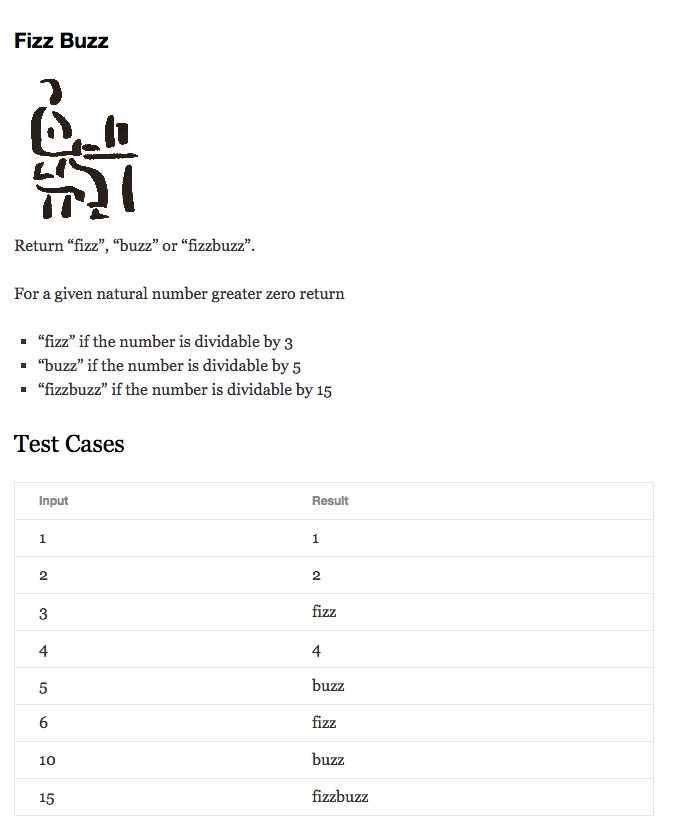 Fizz Buzz
Return “fizz”, “buzz” or “fizzbuzz”.
For a given natural number greater zero return
▪ “fizz” if the number is dividable by 3
▪ “buzz” if the number is dividable by 5
▪ “fizzbuzz” if the number is dividable by 15
Test Cases
Input Result
1 1
2 2
3 fizz
4 4
5 buzz
6 fizz
10 buzz
15 fizzbuzz